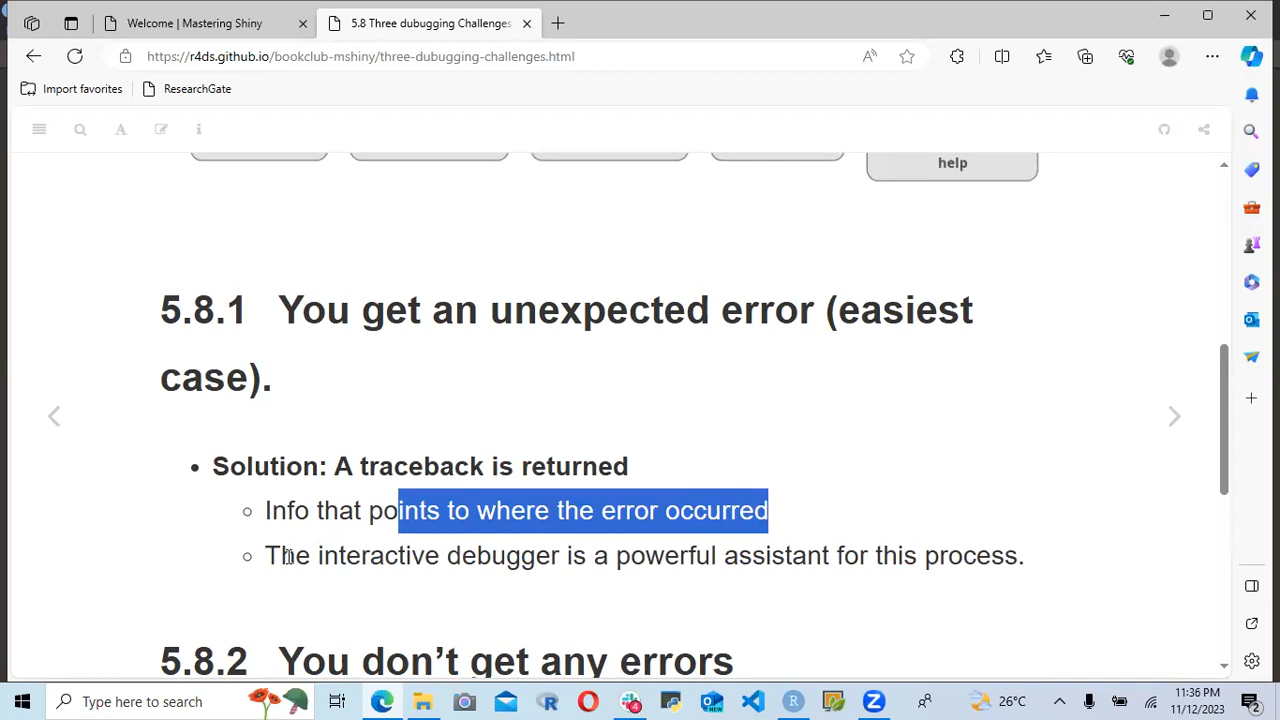 Welcome | Mastering Shiny
5.8 Three dubugging Challenges
https://r4ds.github.io/bookclub-mshiny/three-dubugging-challenges.html
Import favorites
ResearchGate
help
5.8.1 You get an unexpected error (easiest
case).
Solution: A traceback is returned
Info that points to where the error occurred
The interactive debugger is a powerful assistant for this process.
5.8.2 You don’t get any errors
Type here to search
26°C
11:36 PM
11/12/2023